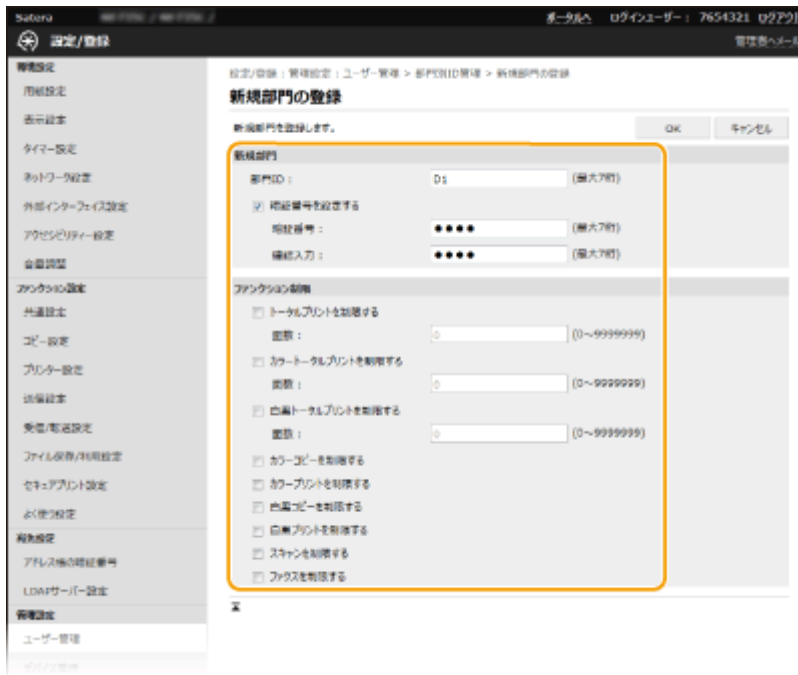 Satera
ポータルへ ログインユーザー: 7654321 ログアウト
設定/登録
管理者へメール
環境設定
用紙設定
表示設定
タイマー設定
ネットワーク設定
外部インターフェイス設定
アクセシビリティー設定
音量調整
ファンクション設定
共通設定
コピー設定
プリンター設定
送信設定
受信/転送設定
ファイル保存/利用設定
セキュアプリント設定
よく使う設定
宛先設定
アドレス帳の暗証番号
LDAPサーバー設定
管理設定
ユーザー管理
デバイス管理
設定/登録 : 管理設定 : ユーザー管理 > 部門別ID管理 > 新規部門の登録
新規部門の登録
新規部門を登録します。
OK キャンセル
新規部門
部門ID : D1 (最大7桁)
暗証番号を設定する
暗証番号 : ●●●● (最大7桁)
確認入力 : ●●●● (最大7桁)
ファンクション制限
トータルプリントを制限する
面数 : 0 (0~9999999)
カラートータルプリントを制限する
面数 : 0 (0~9999999)
白黒トータルプリントを制限する
面数 : 0 (0~9999999)
カラーコピーを制限する
カラープリントを制限する
白黒コピーを制限する
白黒プリントを制限する
スキャンを制限する
ファクスを制限する